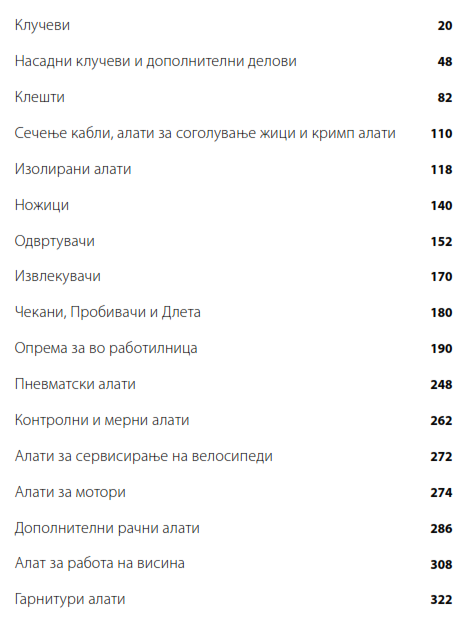 Клучеви 20
Насадни клучеви и дополнителни делови 48
Клешти 82
Сечење кабли, алати за соголување жици и кримп алати 110
Изолирани алати 118
Ножици 140
Одвртувачи 152
Извлекувачи 170
Чекани, Пробивачи и Длета 180
Опрема за во работилница 190
Пневматски алати 248
Контролни и мерни алати 262
Алати за сервисирање на велосипеди 272
Алати за мотори 274
Дополнителни рачни алати 286
Алат за работа на висина 308
Гарнитури алати 322